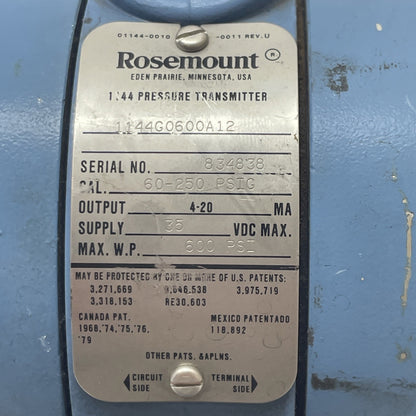 01144-0010 -0011 REV.U
Rosemount ®
EDEN PRAIRIE, MINNESOTA, USA
1144 PRESSURE TRANSMITTER
1144G0600A12
SERIAL NO. 834838
CAL. 60-250 PSIG
OUTPUT 4-20 MA
SUPPLY 35 VDC MAX.
MAX. W.P. 600 PSI
MAY BE PROTECTED BY ONE OR MORE OF U.S. PATENTS:
3,271,669 3,646,538 3,975,719
3,318,153 RE30,603
CANADA PAT. MEXICO PATENTADO
1968,'74,'75,'76, 118,892
'79
OTHER PATS. &APLNS.
CIRCUIT SIDE TERMINAL SIDE